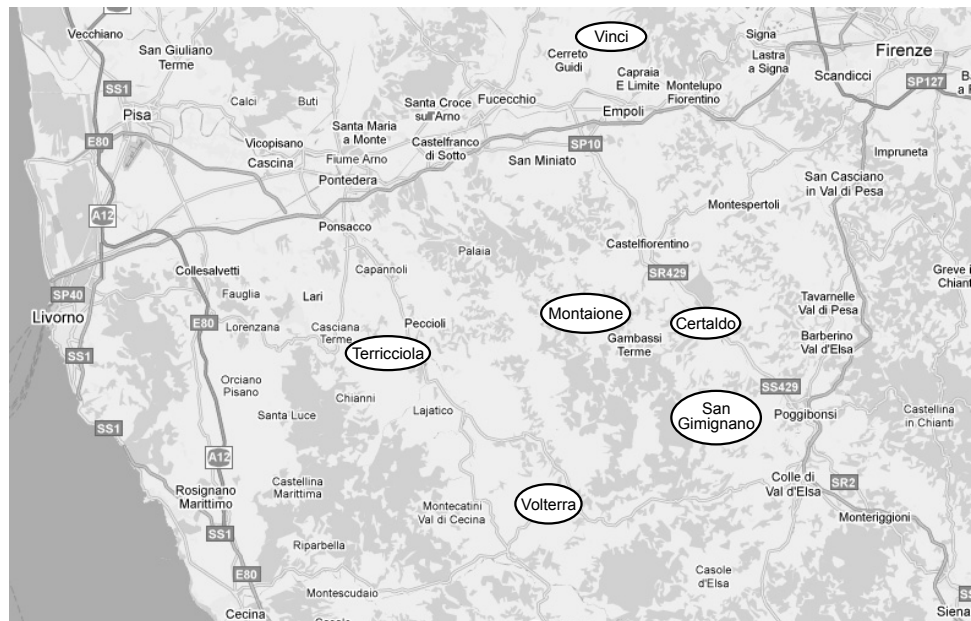 Vecchiano
Vinci
Signa
Firenze
San Giuliano
Terme
Cerreto
Guidi
Lastra
a Signa
Capraia
E Limite
Montelupo
Fiorentino
Scandicci
SP127
SS1
Calci
Buti
Santa Croce
sull'Arno
Fucecchio
Empoli
Pisa
Santa Maria
a Monte
E80
Vicopisano
Cascina
Fiume Arno
Castelfranco
di Sotto
SP10
San Miniato
Impruneta
Pontedera
San Casciano
in Val di Pesa
Montespertoli
A12
Ponsacco
Palaia
Castelfiorentino
Collesalvetti
Capannoli
SR429
Greve i
Chianti
SP40
Livorno
Fauglia
Lari
Tavarnelle
Val di Pesa
Montaione
Certaldo
E80
Lorenzana
Casciana
Terme
Peccioli
Gambassi
Terme
Barberino
Val d'Elsa
SS1
Terricciola
Orciano
Pisano
Chianni
SS429
Santa Luce
Lajatico
San
Gimignano
Poggibonsi
Castellina
in Chianti
SS1
A12
Castellina
Marittima
Colle di
Val d'Elsa
SR2
Rosignano
Marittimo
Montecatini
Val di Cecina
Volterra
Monteriggioni
SS1
Riparbella
E80
Casole
d'Elsa
Montescudaio
Cecina
Siena